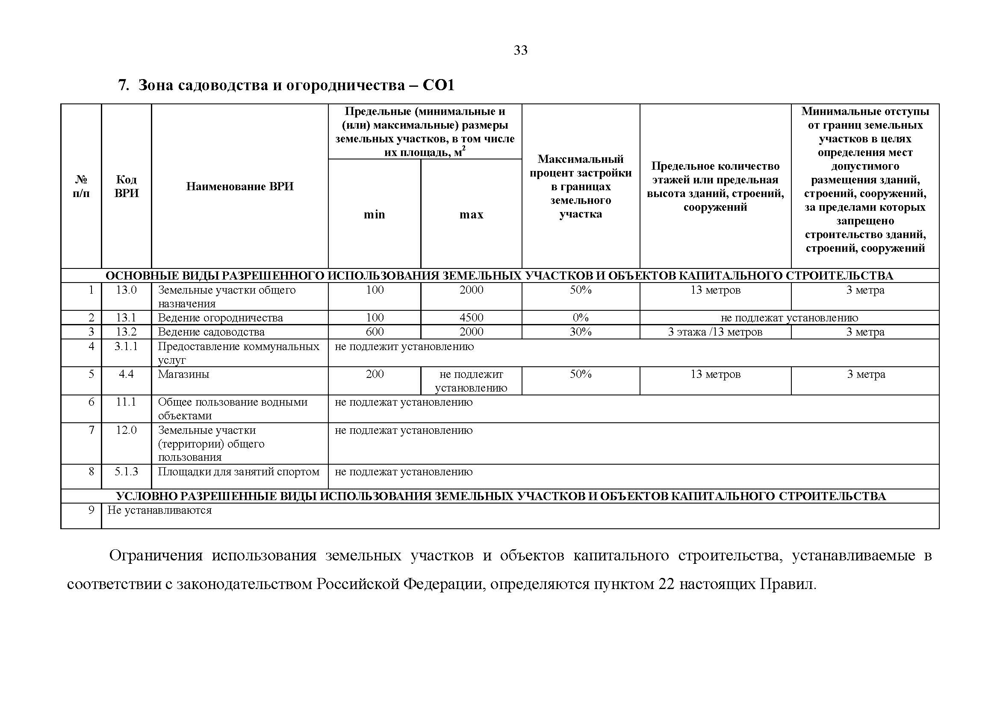 33
7. Зона садоводства и огородничества – СО1
№
п/п
Код
ВРИ
Наименование ВРИ
Предельные (минимальные и
(или) максимальные) размеры
земельных участков, в том числе
их площадь, м²
min
max
Максимальный
процент застройки
в границах
земельного
участка
Предельное количество
этажей или предельная
высота зданий, строений,
сооружений
Минимальные отступы
от границ земельных
участков в целях
определения мест
допустимого
размещения зданий,
строений, сооружений,
за пределами которых
запрещено
строительство зданий,
строений, сооружений
ОСНОВНЫЕ ВИДЫ РАЗРЕШЕННОГО ИСПОЛЬЗОВАНИЯ ЗЕМЕЛЬНЫХ УЧАСТКОВ И ОБЪЕКТОВ КАПИТАЛЬНОГО СТРОИТЕЛЬСТВА
1 13.0 Земельные участки общего 100 2000 50% 13 метров 3 метра
назначения
2 13.1 Ведение огородничества 100 4500 0% не подлежат установлению
3 13.2 Ведение садоводства 600 2000 30% 3 этажа /13 метров 3 метра
4 3.1.1 Предоставление коммунальных не подлежит установлению
услуг
5 4.4 Магазины 200 не подлежит 50% 13 метров 3 метра
установлению
6 11.1 Общее пользование водными не подлежат установлению
объектами
7 12.0 Земельные участки не подлежат установлению
(территории) общего
пользования
8 5.1.3 Площадки для занятий спортом не подлежат установлению
УСЛОВНО РАЗРЕШЕННЫЕ ВИДЫ ИСПОЛЬЗОВАНИЯ ЗЕМЕЛЬНЫХ УЧАСТКОВ И ОБЪЕКТОВ КАПИТАЛЬНОГО СТРОИТЕЛЬСТВА
9 Не устанавливаются
Ограничения использования земельных участков и объектов капитального строительства, устанавливаемые в
соответствии с законодательством Российской Федерации, определяются пунктом 22 настоящих Правил.